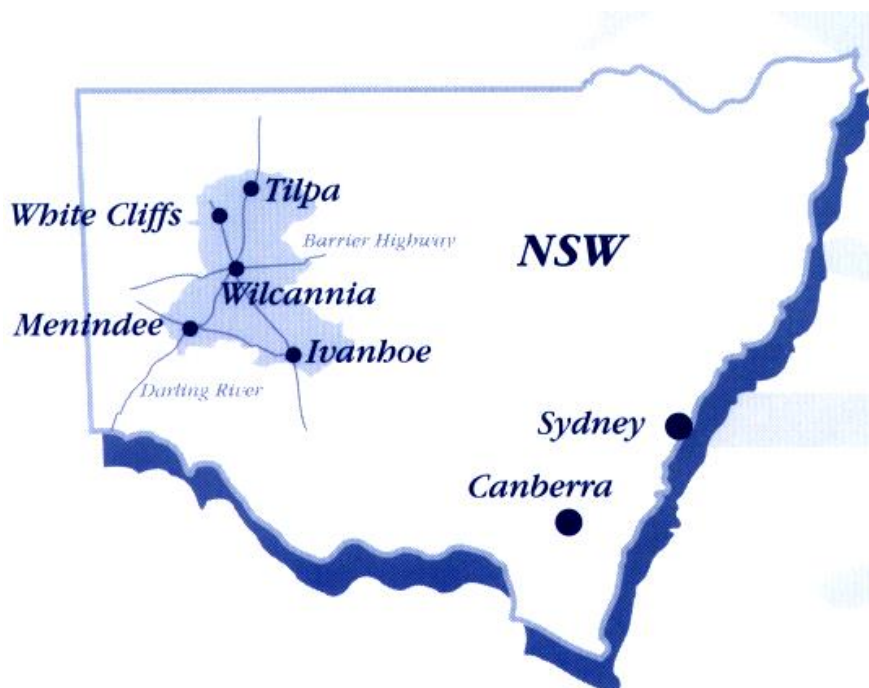 Tilpa
White Cliffs
Barrier Highway
NSW
Wilcannia
Menindee
Ivanhoe
Darling River
Sydney
Canberra